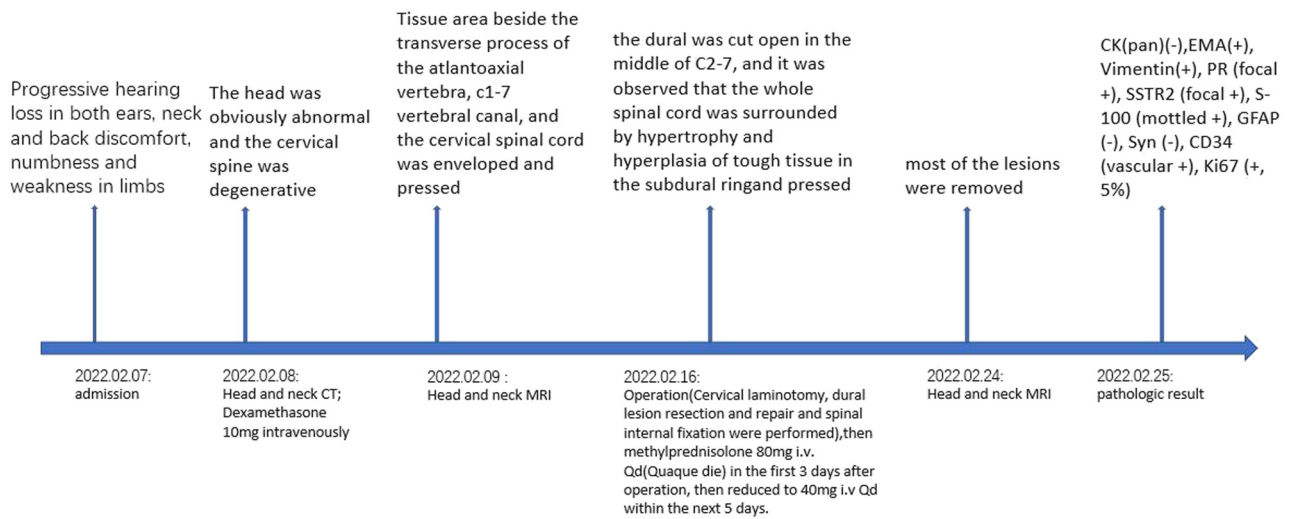 Progressive hearing
loss in both ears, neck
and back discomfort,
numbness and
weakness in limbs
The head was
obviously abnormal
and the cervical
spine was
degenerative
Tissue area beside the
transverse process of
the atlantoaxial
vertebra, c1-7
vertebral canal, and
the cervical spinal cord
was enveloped and
pressed
the dural was cut open in the
middle of C2-7, and it was
observed that the whole
spinal cord was surrounded
by hypertrophy and
hyperplasia of tough tissue in
the subdural ringand pressed
most of the lesions
were removed
CK(pan)(-),EMA(+),
Vimentin(+), PR (focal
+), SSTR2 (focal +), S-
100 (mottled +), GFAP
(-), Syn (-), CD34
(vascular +), Ki67 (+,
5%)
2022.02.07:
admission
2022.02.08:
Head and neck CT;
Dexamethasone
10mg intravenously
2022.02.09 :
Head and neck MRI
2022.02.16:
Operation(Cervical laminotomy, dural
lesion resection and repair and spinal
internal fixation were performed),then
methylprednisolone 80mg i.v.
Qd(Quaque die) in the first 3 days after
operation, then reduced to 40mg i.v Qd
within the next 5 days.
2022.02.24:
Head and neck MRI
2022.02.25:
pathologic result